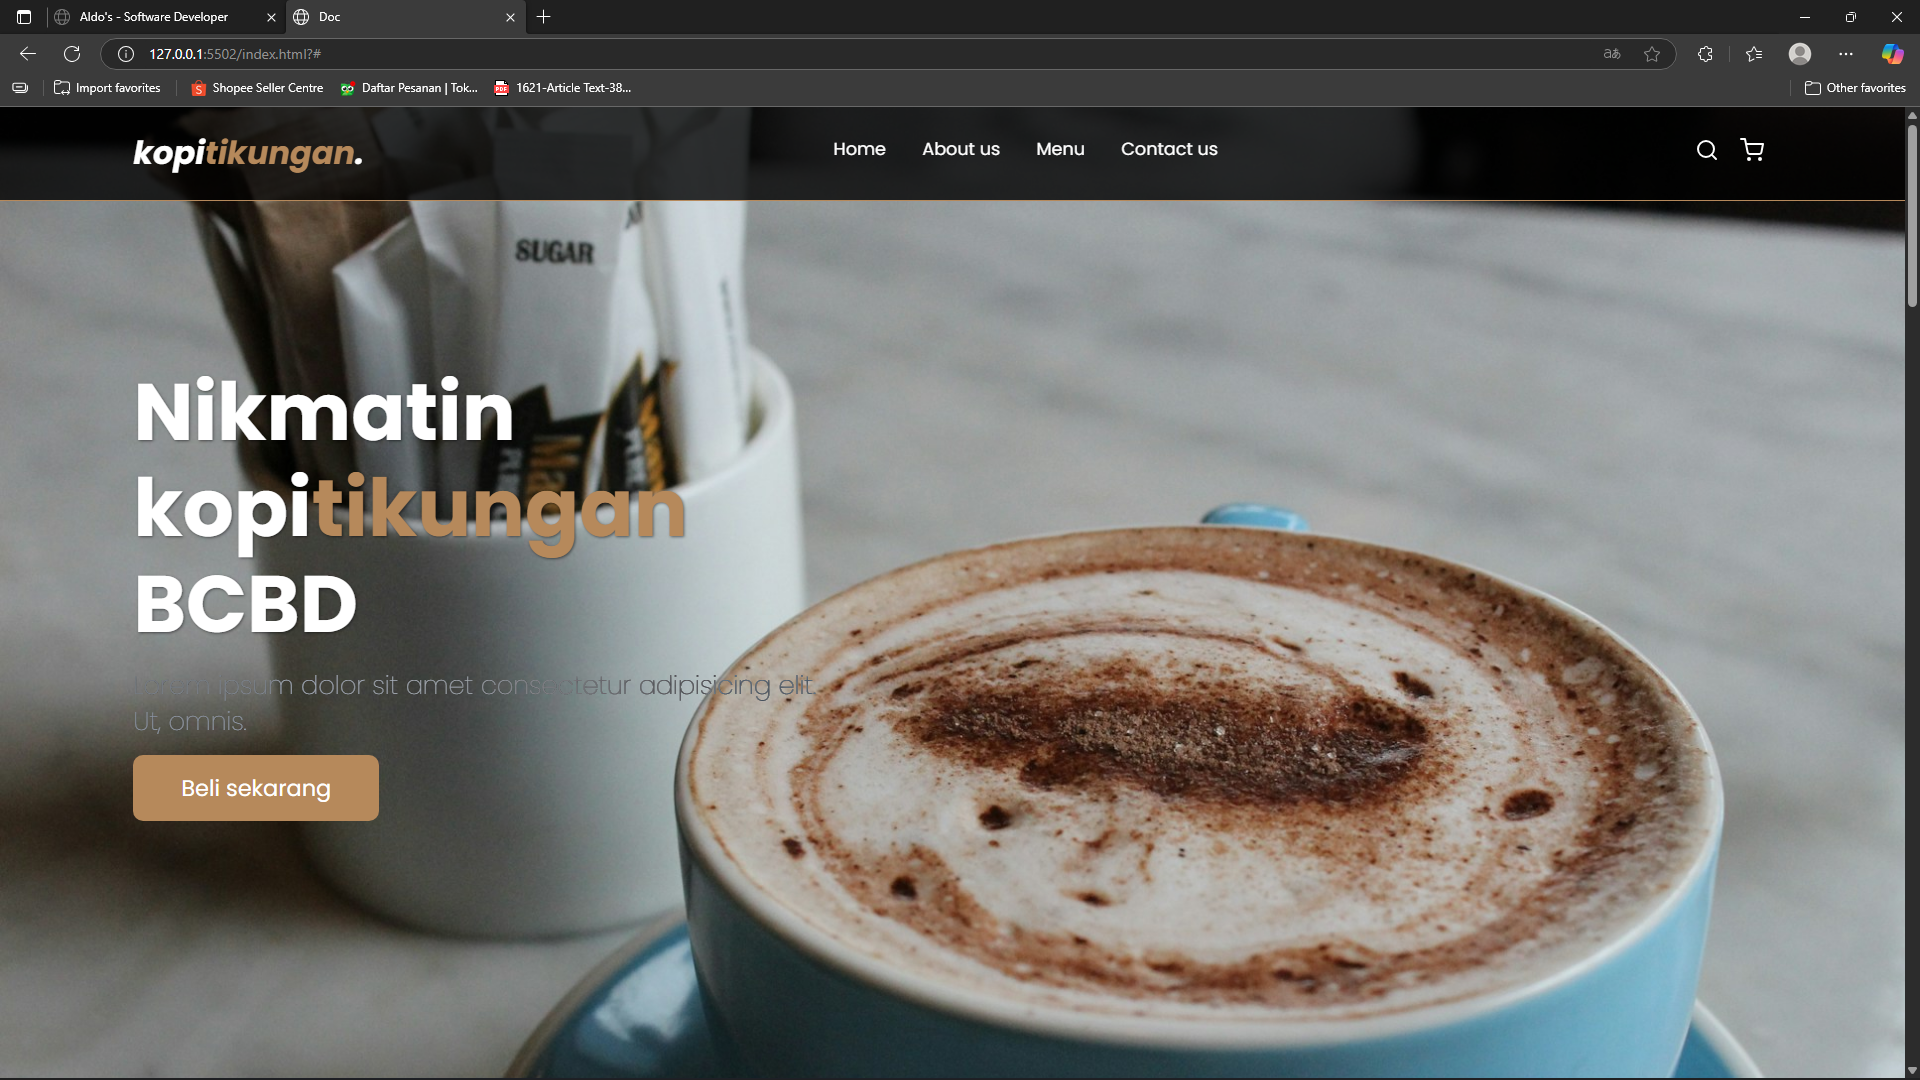 Aldo's - Software Developer
Doc
127.0.0.1:5502/index.html?#
Import favorites
Shopee Seller Centre
Daftar Pesanan | Tok...
1621-Article Text-38...
Other favorites
kopitikungan.
Home
About us
Menu
Contact us
SUGAR
Nikmatin
kopitikungan
BCBD
ipsum dolor sit amet consectetur adipisicing elit.
Ut, omnis.
Beli sekarang